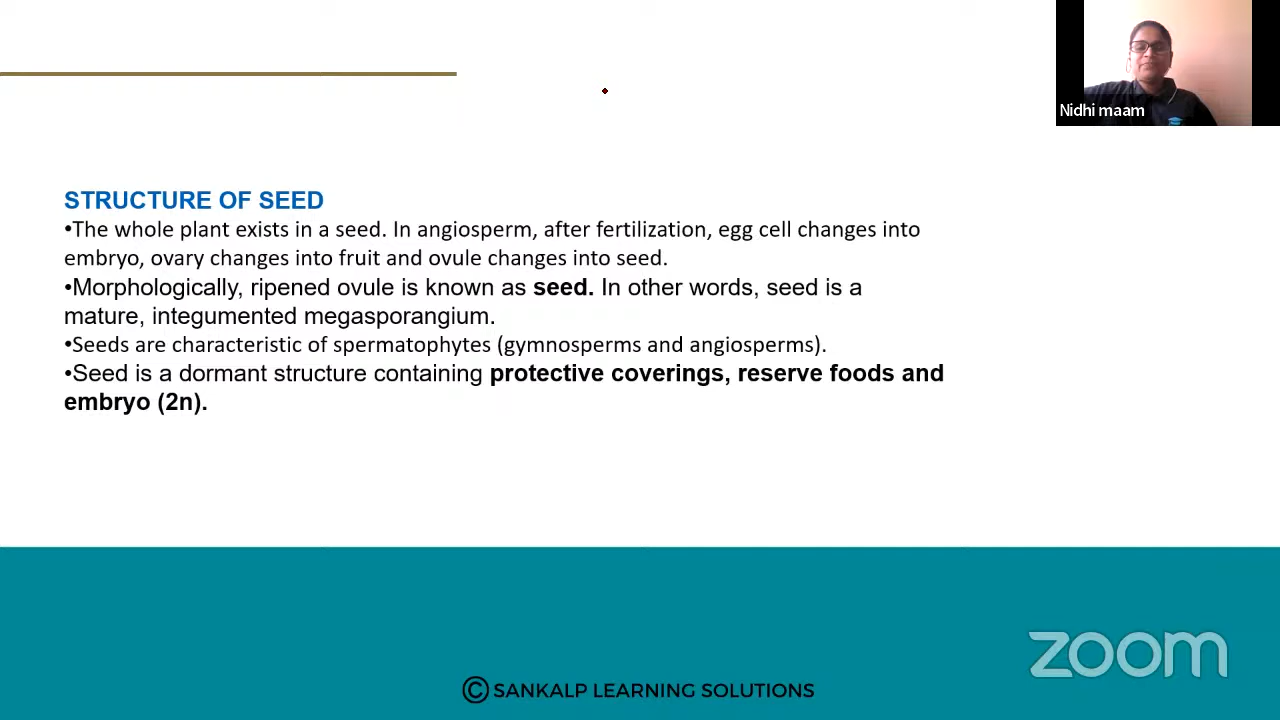 Nidhi maam
STRUCTURE OF SEED
•The whole plant exists in a seed. In angiosperm, after fertilization, egg cell changes into
embryo, ovary changes into fruit and ovule changes into seed.
•Morphologically, ripened ovule is known as seed. In other words, seed is a
mature, integumented megasporangium.
•Seeds are characteristic of spermatophytes (gymnosperms and angiosperms).
•Seed is a dormant structure containing protective coverings, reserve foods and
embryo (2n).
zoom
© SANKALP LEARNING SOLUTIONS